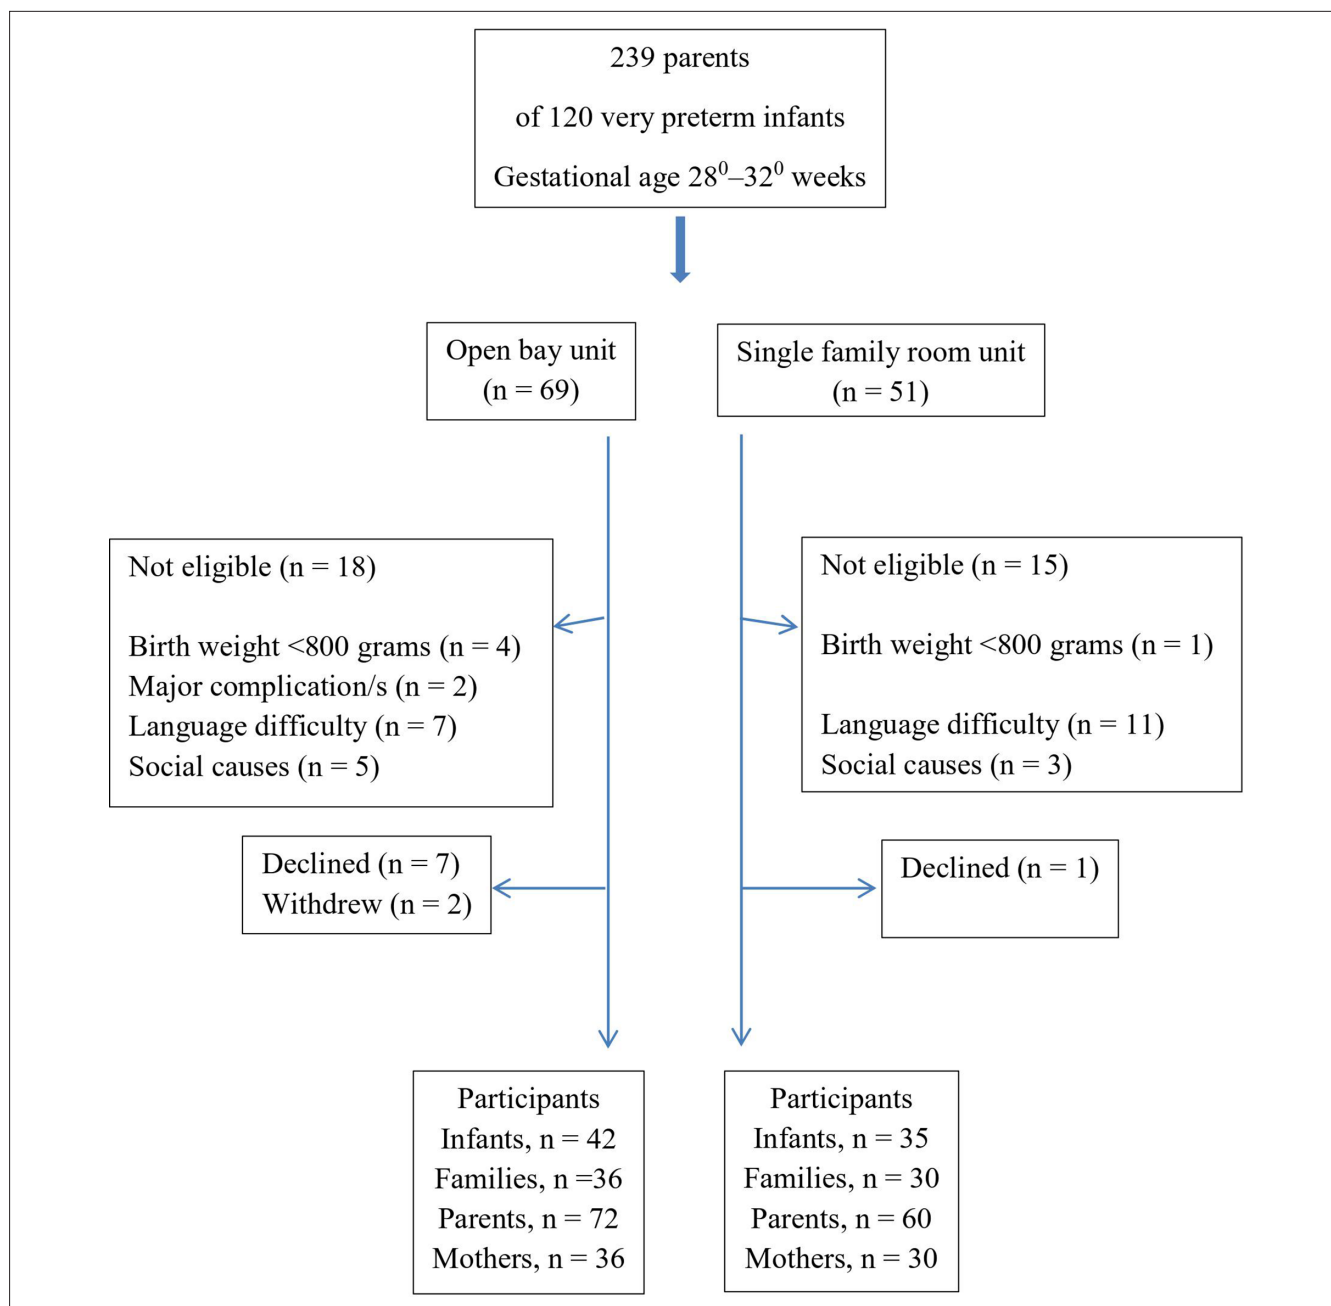 239 parents
of 120 very preterm infants
Gestational age 28⁰–32⁰ weeks
Open bay unit
(n = 69)
Single family room unit
(n = 51)
Not eligible (n = 18)
Birth weight <800 grams (n = 4)
Major complication/s (n = 2)
Language difficulty (n = 7)
Social causes (n = 5)
Not eligible (n = 15)
Birth weight <800 grams (n = 1)
Language difficulty (n = 11)
Social causes (n = 3)
Declined (n = 7)
Withdrew (n = 2)
Declined (n = 1)
Participants
Infants, n = 42
Families, n =36
Parents, n = 72
Mothers, n = 36
Participants
Infants, n = 35
Families, n = 30
Parents, n = 60
Mothers, n = 30